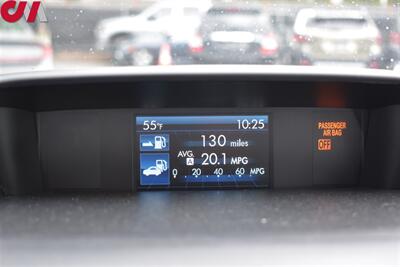 55°F 10:25
130 miles
AVG. A 20.1 MPG
0 20 40 60 MPG
PASSENGER
AIR BAG
OFF